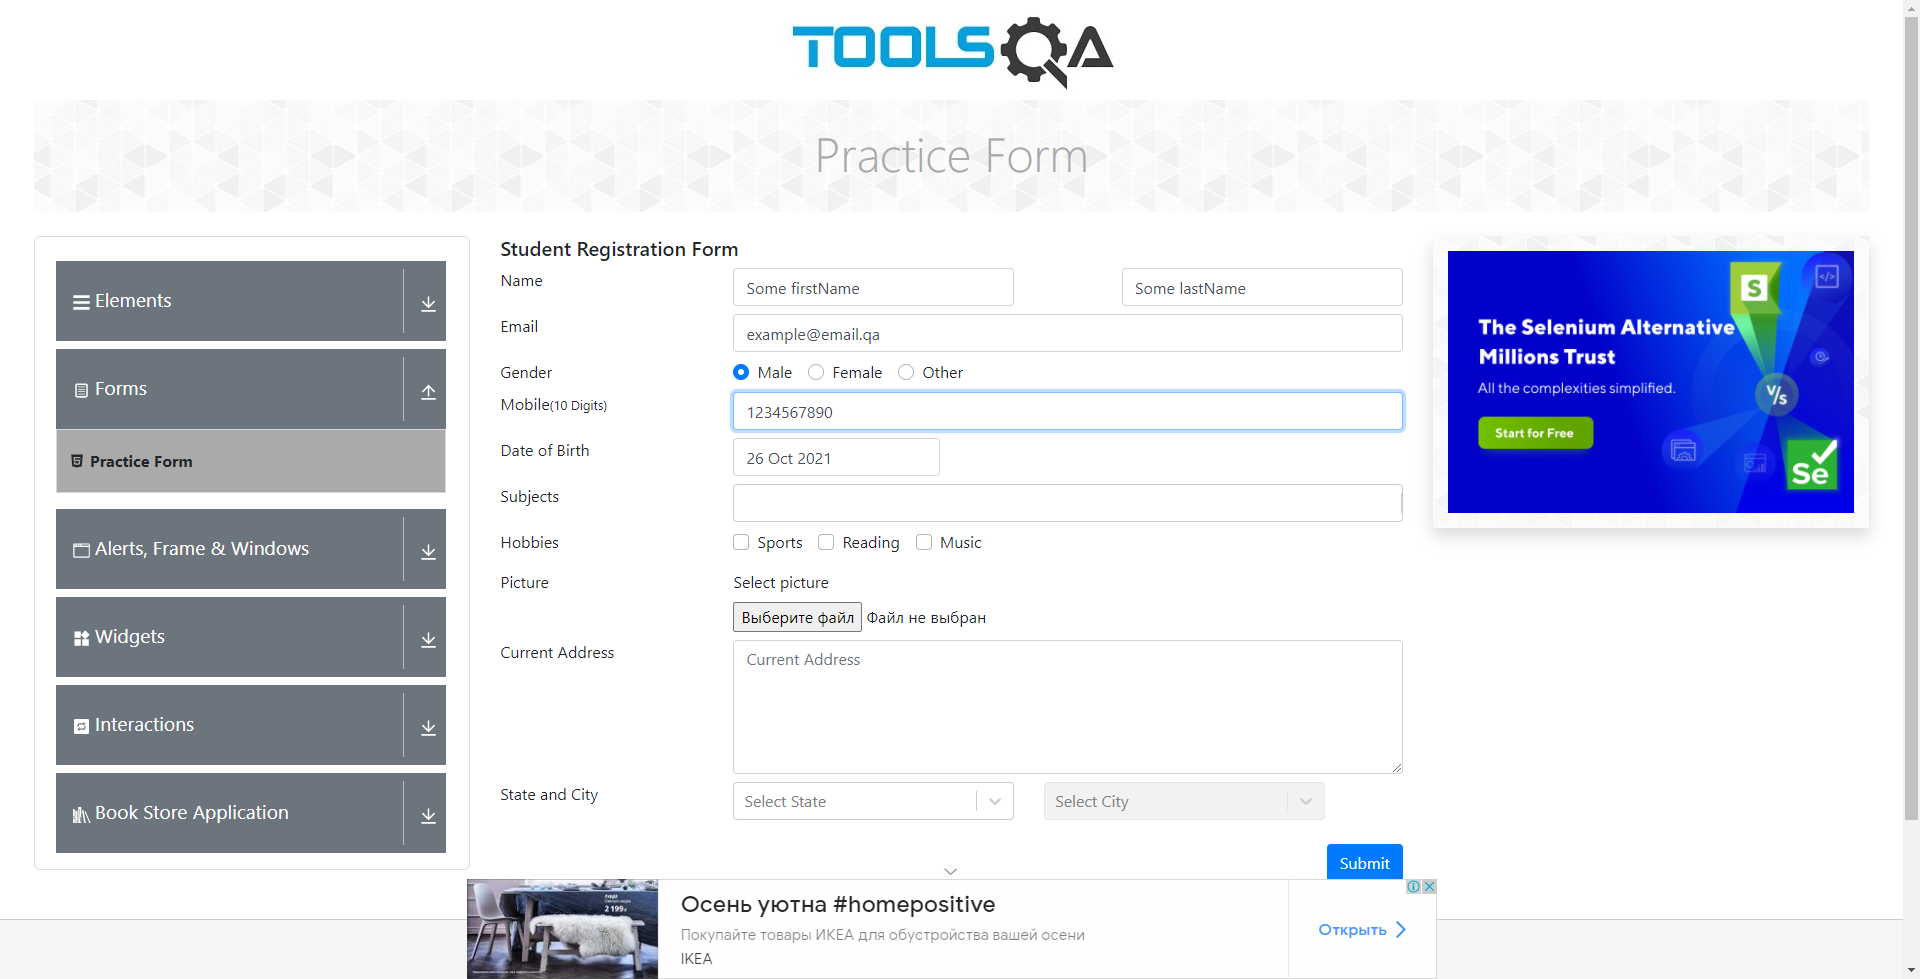 TOOLSQA
Practice Form
Elements
Forms
Practice Form
Alerts, Frame & Windows
Widgets
Interactions
Book Store Application
Student Registration Form
Name
Some firstName
Some lastName
Email
example@email.qa
Gender
Male
Female
Other
Mobile(10 Digits)
1234567890
Date of Birth
26 Oct 2021
Subjects
Hobbies
Sports
Reading
Music
Picture
Select picture
Выберите файл Файл не выбран
Current Address
Current Address
State and City
Select State
Select City
Submit
The Selenium Alternative
Millions Trust
All the complexities simplified.
Start for Free
S
V/s
Se
2 199.-
Осень уютна #homepositive
Покупайте товары ИКЕА для обустройства вашей осени
IKEA
Открыть